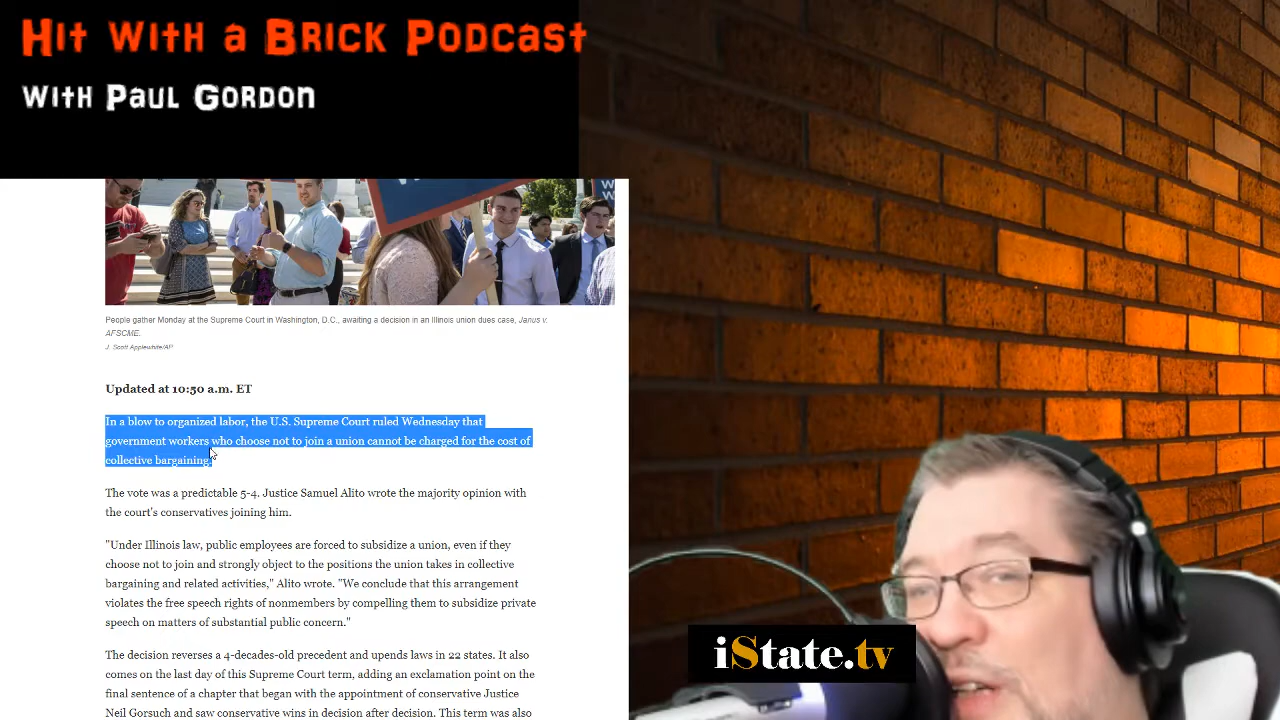 Hit with a Brick Podcast
with Paul Gordon
People gather Monday at the Supreme Court in Washington, D.C., awaiting a decision in an Illinois union dues case, Janus v.
AFSCME.
J. Scott Applewhite/AP
Updated at 10:50 a.m. ET
In a blow to organized labor, the U.S. Supreme Court ruled Wednesday that
government workers who choose not to join a union cannot be charged for the cost of
collective bargaining.
The vote was a predictable 5-4. Justice Samuel Alito wrote the majority opinion with
the court's conservatives joining him.
"Under Illinois law, public employees are forced to subsidize a union, even if they
choose not to join and strongly object to the positions the union takes in collective
bargaining and related activities," Alito wrote. "We conclude that this arrangement
violates the free speech rights of nonmembers by compelling them to subsidize private
speech on matters of substantial public concern."
The decision reverses a 4-decades-old precedent and upends laws in 22 states. It also
comes on the last day of this Supreme Court term, adding an exclamation point on the
final sentence of a chapter that began with the appointment of conservative Justice
Neil Gorsuch and saw conservative wins in decision after decision. This term was also
iState.tv